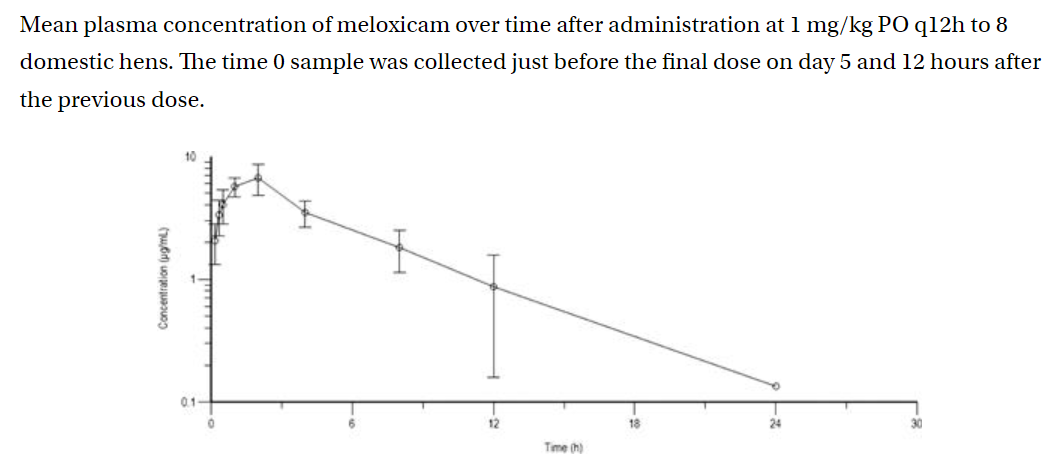 Mean plasma concentration of meloxicam over time after administration at 1 mg/kg PO q12h to 8
domestic hens. The time 0 sample was collected just before the final dose on day 5 and 12 hours after
the previous dose.
10
1
0.1
Concentration (µg/mL)
0
6
12
18
24
30
Time (h)